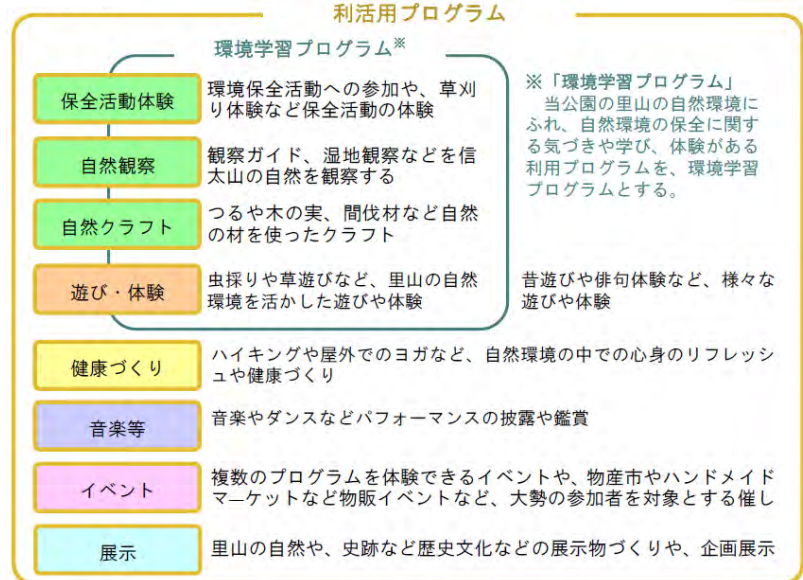 利活用プログラム
環境学習プログラム※
保全活動体験
環境保全活動への参加や、草刈
り体験など保全活動の体験
自然観察
観察ガイド、湿地観察などを信
太山の自然を観察する
自然クラフト
つるや木の実、間伐材など自然
の材を使ったクラフト
遊び・体験
虫採りや草遊びなど、里山の自然
環境を活かした遊びや体験
※「環境学習プログラム」
当公園の里山の自然環境に
ふれ、自然環境の保全に関す
る気づきや学び、体験がある
利用プログラムを、環境学習
プログラムとする。
昔遊びや俳句体験など、様々な
遊びや体験
健康づくり
ハイキングや屋外でのヨガなど、自然環境の中での心身のリフレッシ
ュや健康づくり
音楽等
音楽やダンスなどパフォーマンスの披露や鑑賞
イベント
複数のプログラムを体験できるイベントや、物産市やハンドメイド
マーケットなど物販イベントなど、大勢の参加者を対象とする催し
展示
里山の自然や、史跡など歴史文化などの展示物づくりや、企画展示